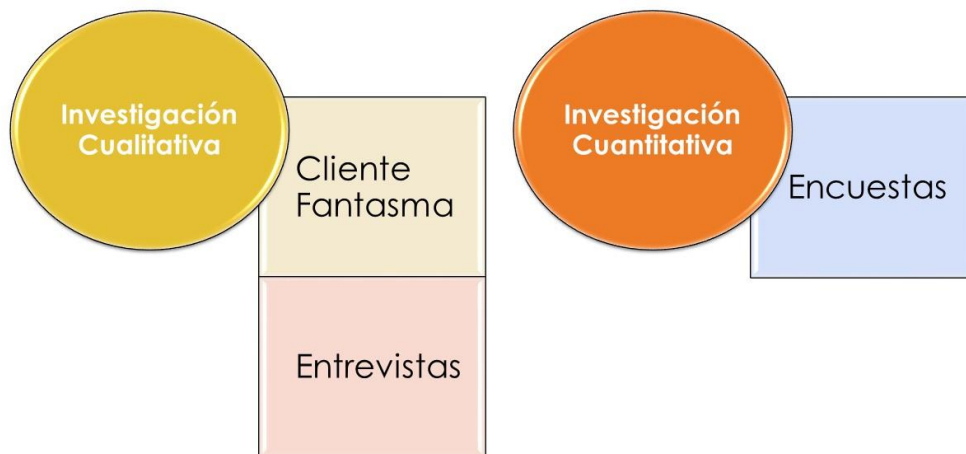 Investigación
Cualitativa
Cliente
Fantasma
Entrevistas
Investigación
Cuantitativa
Encuestas